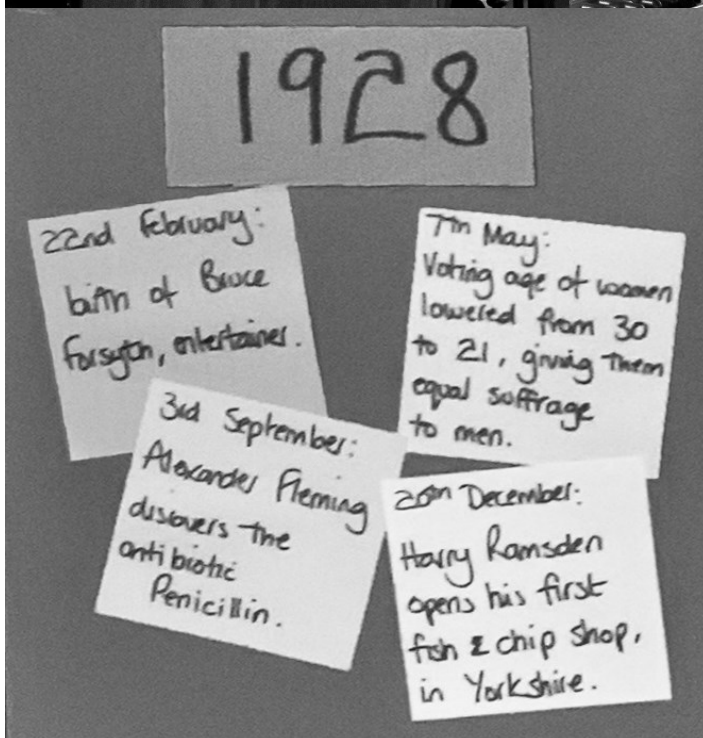 1928
22nd February:
birth of Bruce
Forsyth, entertainer.
7th May:
Voting age of women
lowered from 30
to 21, giving them
equal suffrage
to men.
3rd September:
Alexander Fleming
discovers the
antibiotic
Penicillin.
20th December:
Harry Ramsden
opens his first
fish & chip shop,
in Yorkshire.